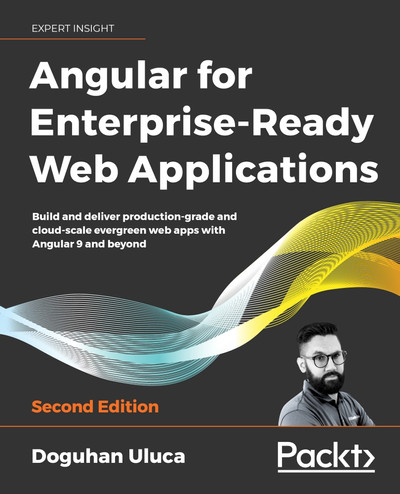 EXPERT INSIGHT
Angular for
Enterprise-Ready
Web Applications
Build and deliver production-grade and
cloud-scale evergreen web apps with
Angular 9 and beyond
Second Edition
Doguhan Uluca
Packt>